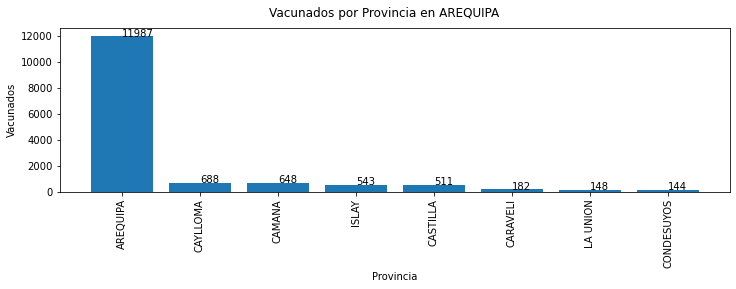 Vacunados por Provincia en AREQUIPA
Vacunados
12000
10000
8000
6000
4000
2000
0
11987
688
648
543
511
182
148
144
AREQUIPA
CAYLLOMA
CAMANA
ISLAY
CASTILLA
CARAVELI
LA UNION
CONDESUYOS
Provincia